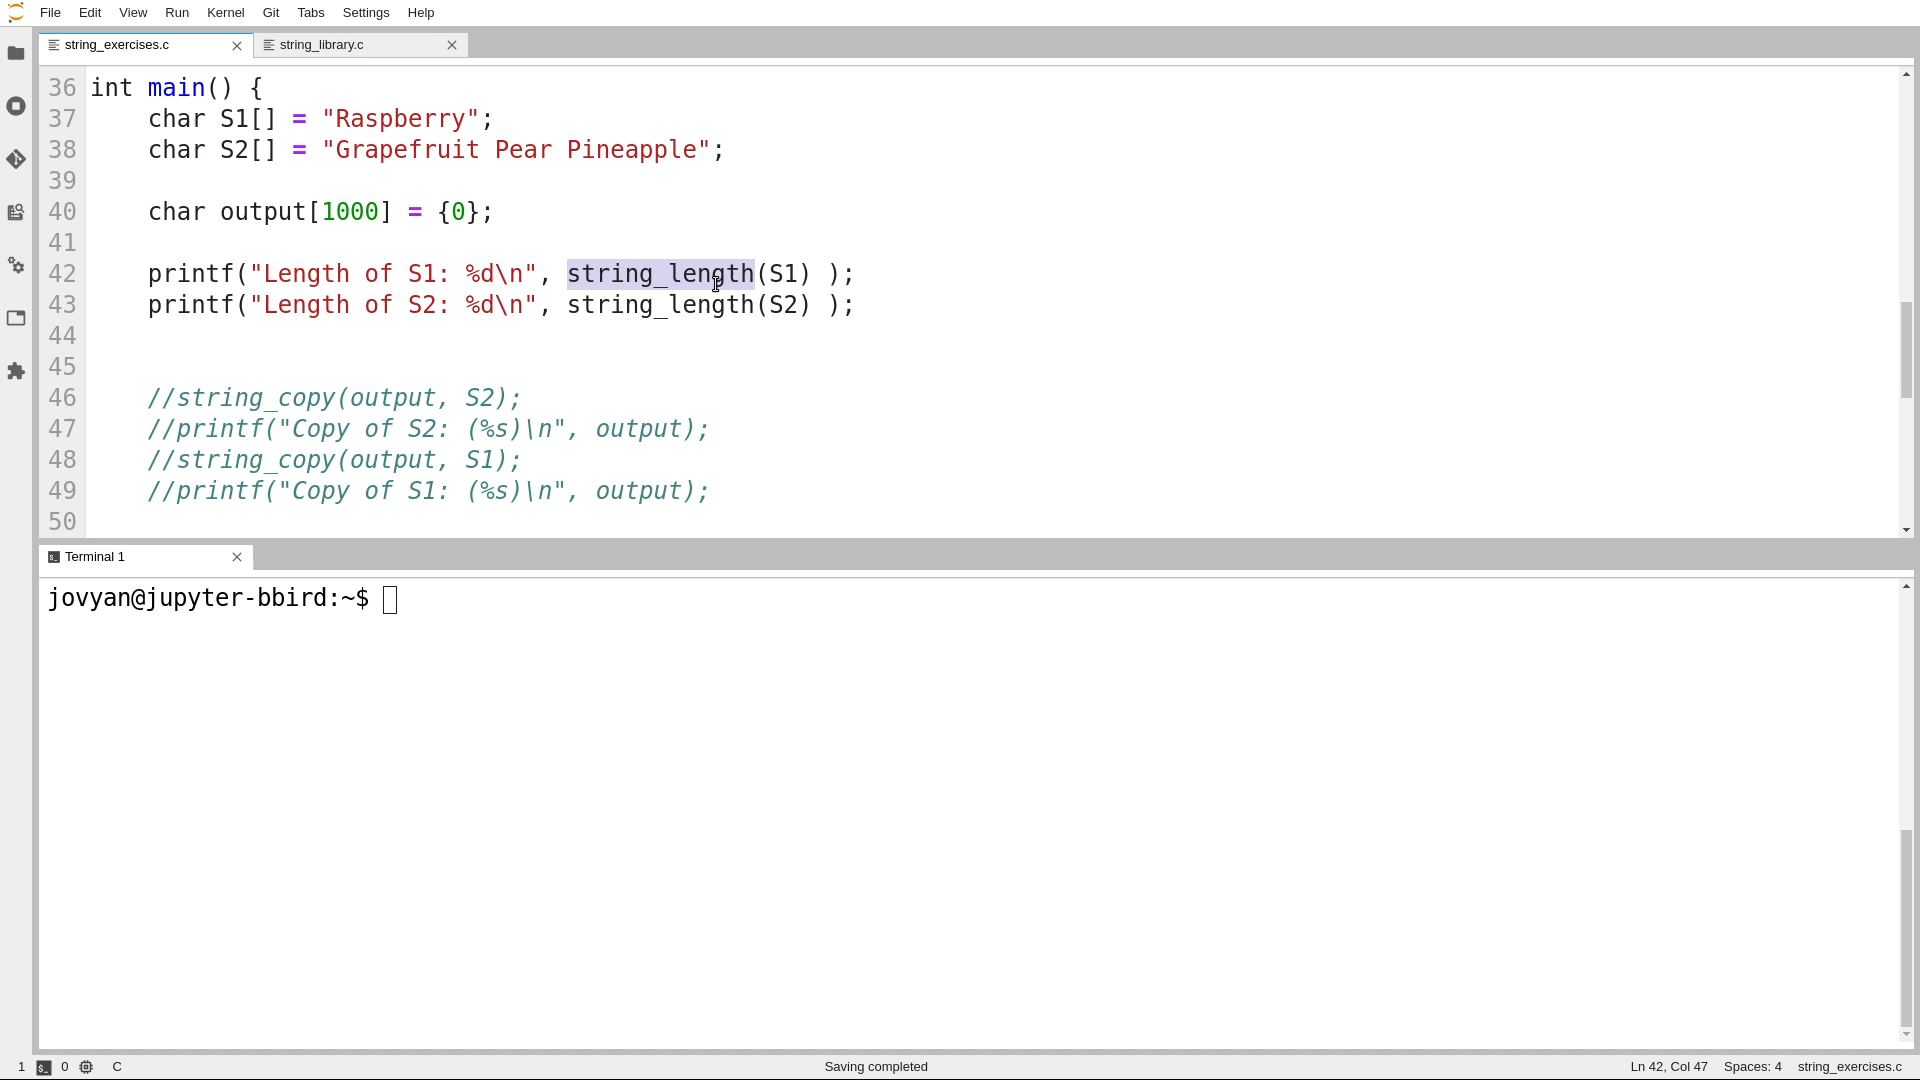 File Edit View Run Kernel Git Tabs Settings Help
string_exercises.c string_library.c
36 int main() {
37     char S1[] = "Raspberry";
38     char S2[] = "Grapefruit Pear Pineapple";
39
40     char output[1000] = {0};
41
42     printf("Length of S1: %d\n", string_length(S1) );
43     printf("Length of S2: %d\n", string_length(S2) );
44
45
46     //string_copy(output, S2);
47     //printf("Copy of S2: (%s)\n", output);
48     //string_copy(output, S1);
49     //printf("Copy of S1: (%s)\n", output);
50
Terminal 1
jovyan@jupyter-bbird:~$
1 0 C Saving completed Ln 42, Col 47 Spaces: 4 string_exercises.c